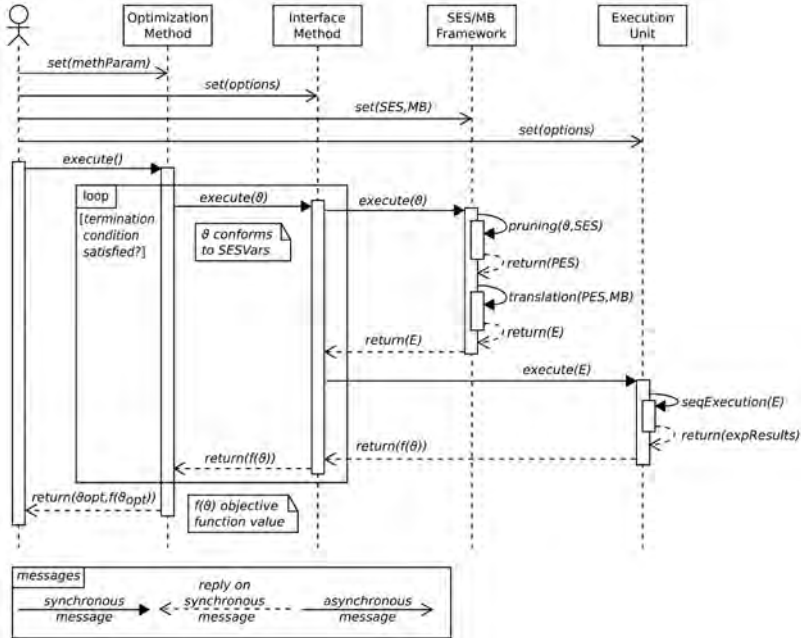 Optimization
Method
Interface
Method
SES/MB
Framework
Execution
Unit
set(methParam)
set(options)
set(SES,MB)
set(options)
execute()
loop
[termination
condition
satisfied?]
execute(ϑ)
execute(ϑ)
ϑ conforms
to SESVars
pruning(ϑ,SES)
return(PES)
translation(PES,MB)
return(E)
return(E)
execute(E)
seqExecution(E)
return(expResults)
return(f(ϑ))
return(f(ϑ))
return(ϑopt,f(ϑopt))
f(ϑ) objective
function value
messages
synchronous
message
reply on
synchronous
message
asynchronous
message